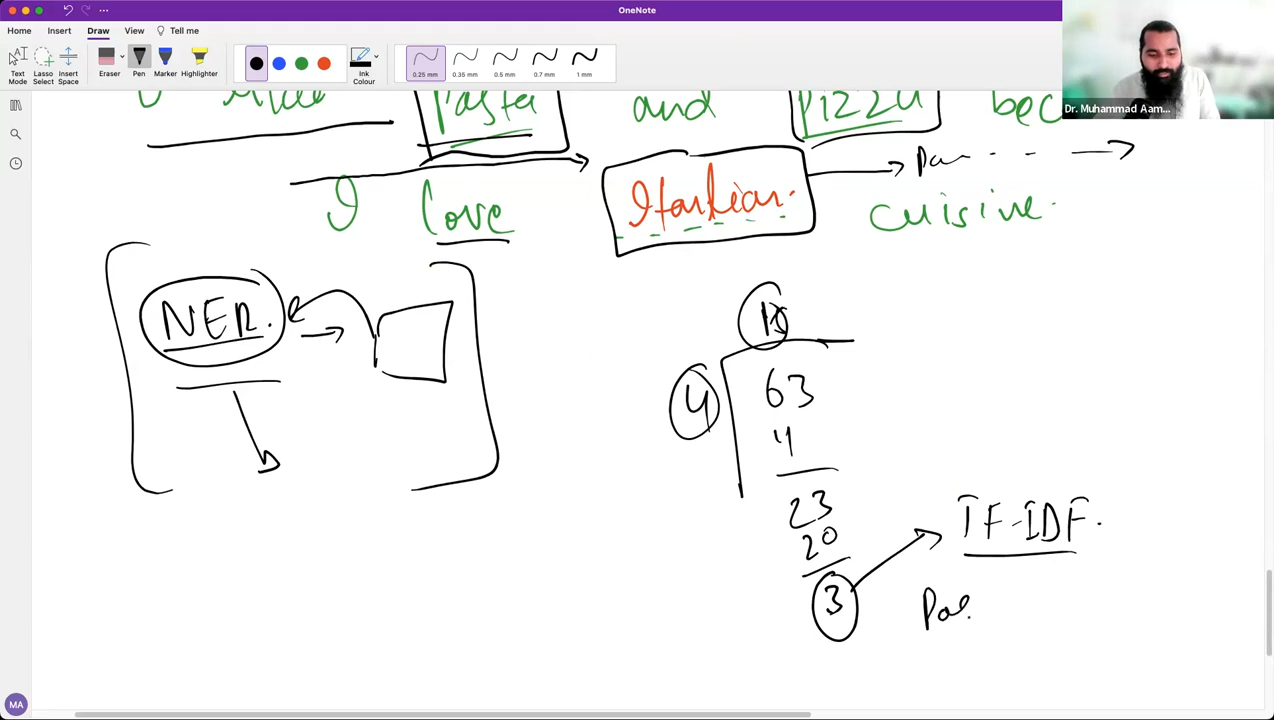 OneNote
Home Insert Draw View Tell me
Eraser Pen Marker Highlighter
Text Mode Lasso Select Insert Space
Ink Colour
0.25 mm 0.35 mm 0.5 mm 0.7 mm 1 mm
Dr. Muhammad Aam...
Pasta and Pizza bec
I Love Itanlian. cuisine.
NER.
15
4 63
4
23
20
3
TF-IDF.
MA